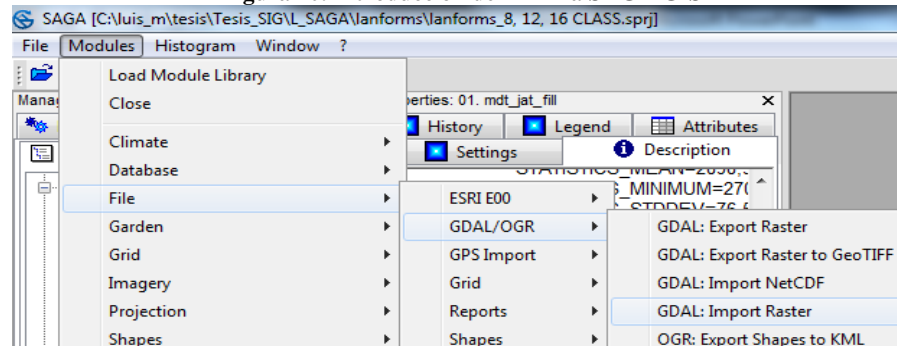 SAGA [C:\luis_m\tesis\Tesis_SIG\L_SAGA\lanforms\lanforms_8, 12, 16 CLASS.sprj]
File Modules Histogram Window ?
Load Module Library
Close
Climate
Database
File
Garden
Grid
Imagery
Projection
Shapes
perties: 01. mdt_jat_fill
History Legend Attributes
Settings Description
MINIMUM=270
ESRI E00
GDAL/OGR
GPS Import
Grid
Reports
Shapes
GDAL: Export Raster
GDAL: Export Raster to GeoTIFF
GDAL: Import NetCDF
GDAL: Import Raster
OGR: Export Shapes to KML